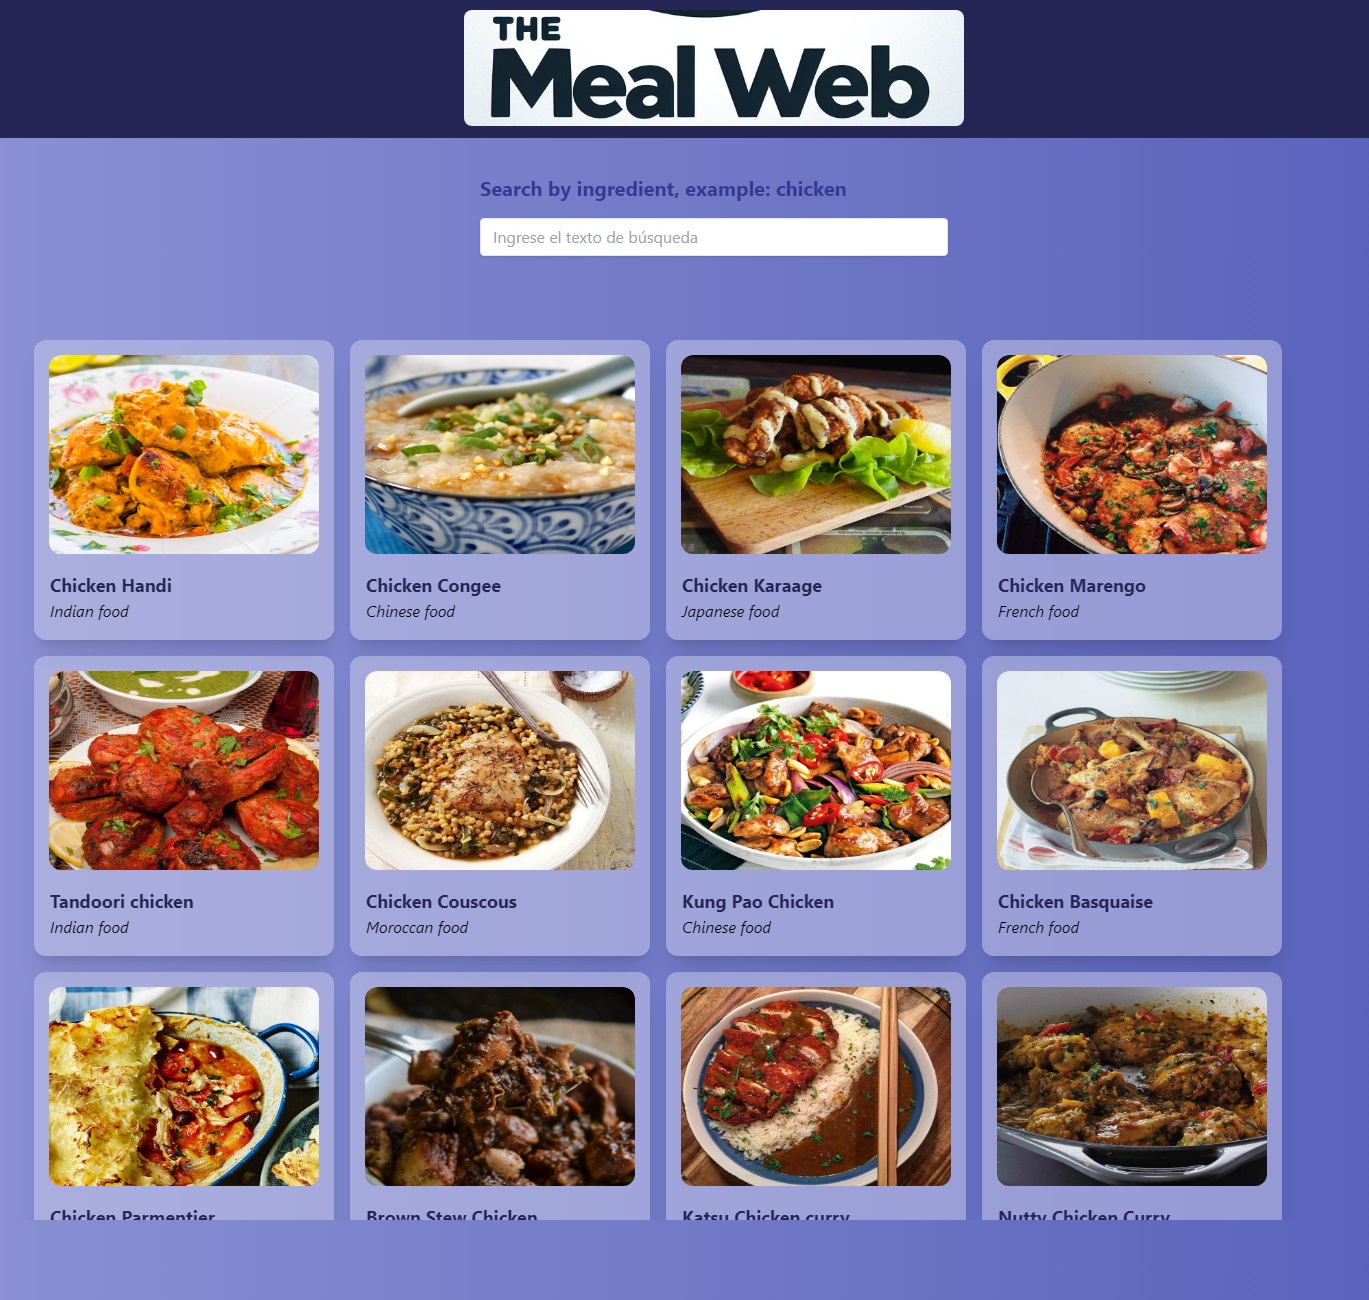 THE
Meal Web
Search by ingredient, example: chicken
Ingrese el texto de búsqueda
Chicken Handi
Indian food
Chicken Congee
Chinese food
Chicken Karaage
Japanese food
Chicken Marengo
French food
Tandoori chicken
Indian food
Chicken Couscous
Moroccan food
Kung Pao Chicken
Chinese food
Chicken Basquaise
French food
Chicken Parmentier
Brown Stew Chicken
Katsu Chicken curry
Nutty Chicken Curry